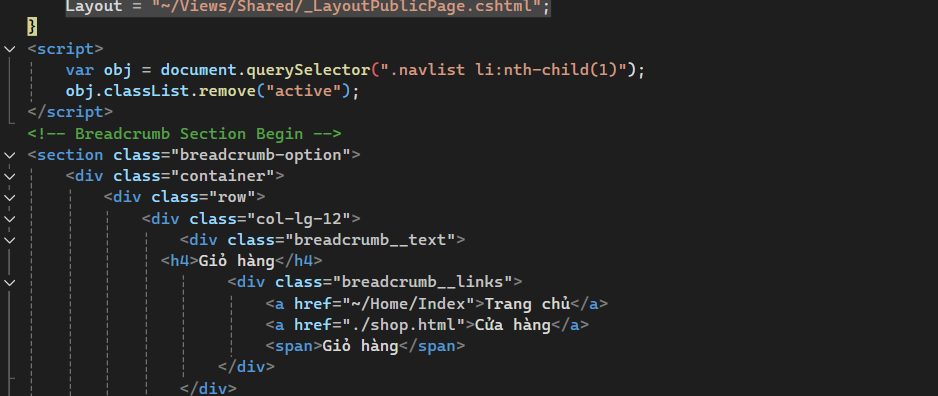 Layout = "~/Views/Shared/_LayoutPublicPage.cshtml";
}
<script>
var obj = document.querySelector(".navlist li:nth-child(1)");
obj.classList.remove("active");
</script>
<!-- Breadcrumb Section Begin -->
<section class="breadcrumb-option">
<div class="container">
<div class="row">
<div class="col-lg-12">
<div class="breadcrumb__text">
<h4>Giỏ hàng</h4>
<div class="breadcrumb__links">
<a href="~/Home/Index">Trang chủ</a>
<a href="./shop.html">Cửa hàng</a>
<span>Giỏ hàng</span>
</div>
</div>